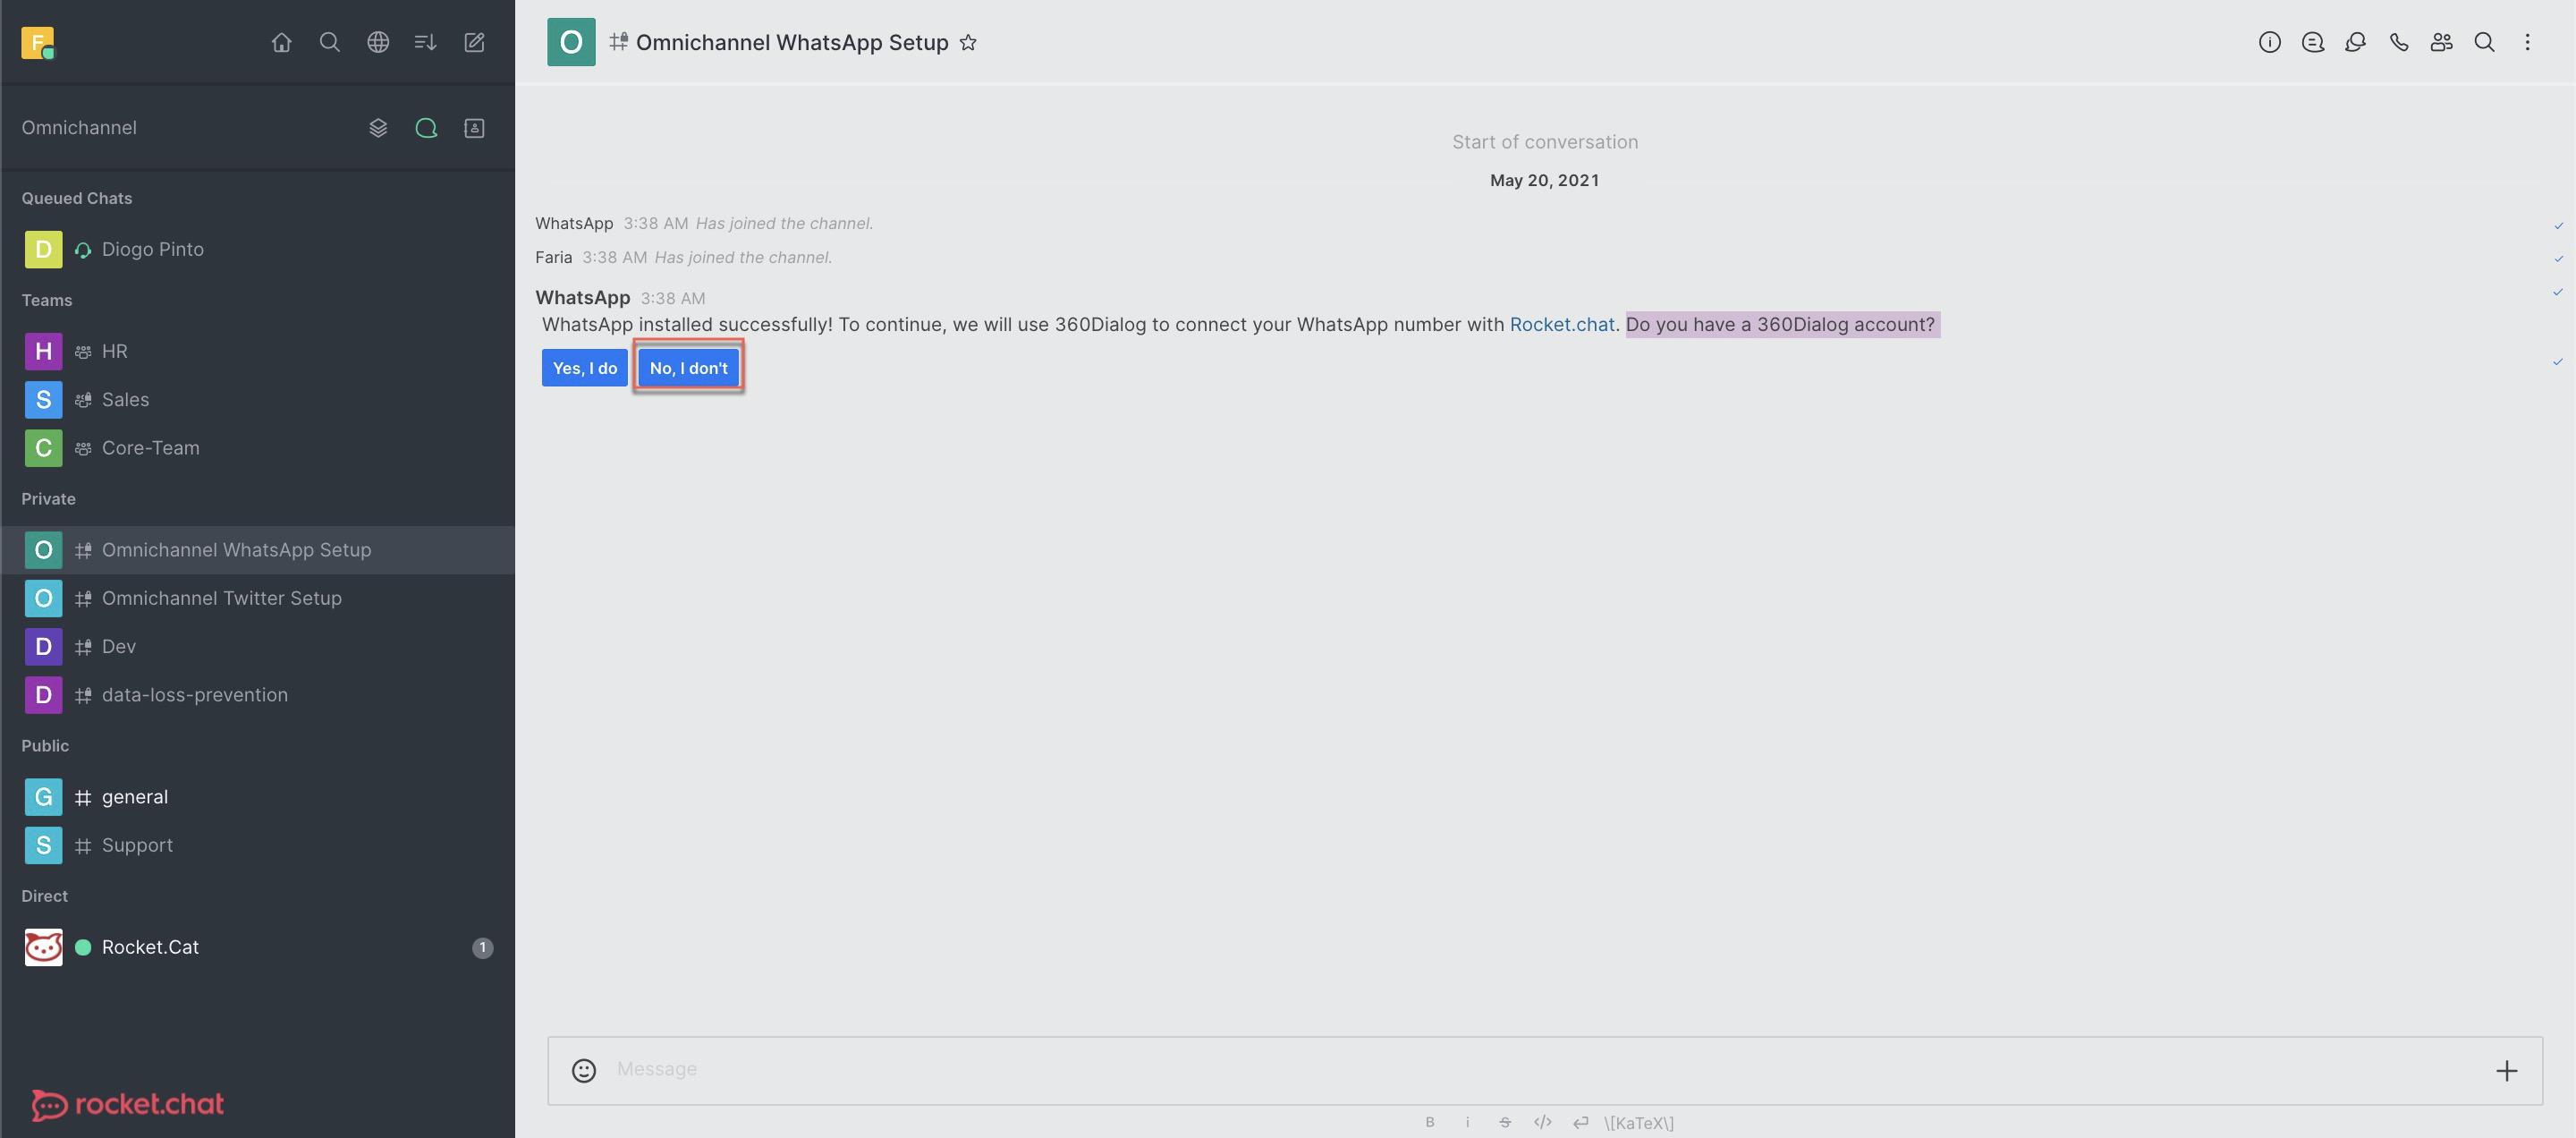 F
Omnichannel
Queued Chats
D Diogo Pinto
Teams
H HR
S Sales
C Core-Team
Private
O Omnichannel WhatsApp Setup
O Omnichannel Twitter Setup
D Dev
D data-loss-prevention
Public
G general
S Support
Direct
Rocket.Cat 1
rocket.chat
O Omnichannel WhatsApp Setup
Start of conversation
May 20, 2021
WhatsApp 3:38 AM Has joined the channel.
Faria 3:38 AM Has joined the channel.
WhatsApp 3:38 AM
WhatsApp installed successfully! To continue, we will use 360Dialog to connect your WhatsApp number with Rocket.chat. Do you have a 360Dialog account?
Yes, I do No, I don't
Message
B i S </> \[KaTeX\]